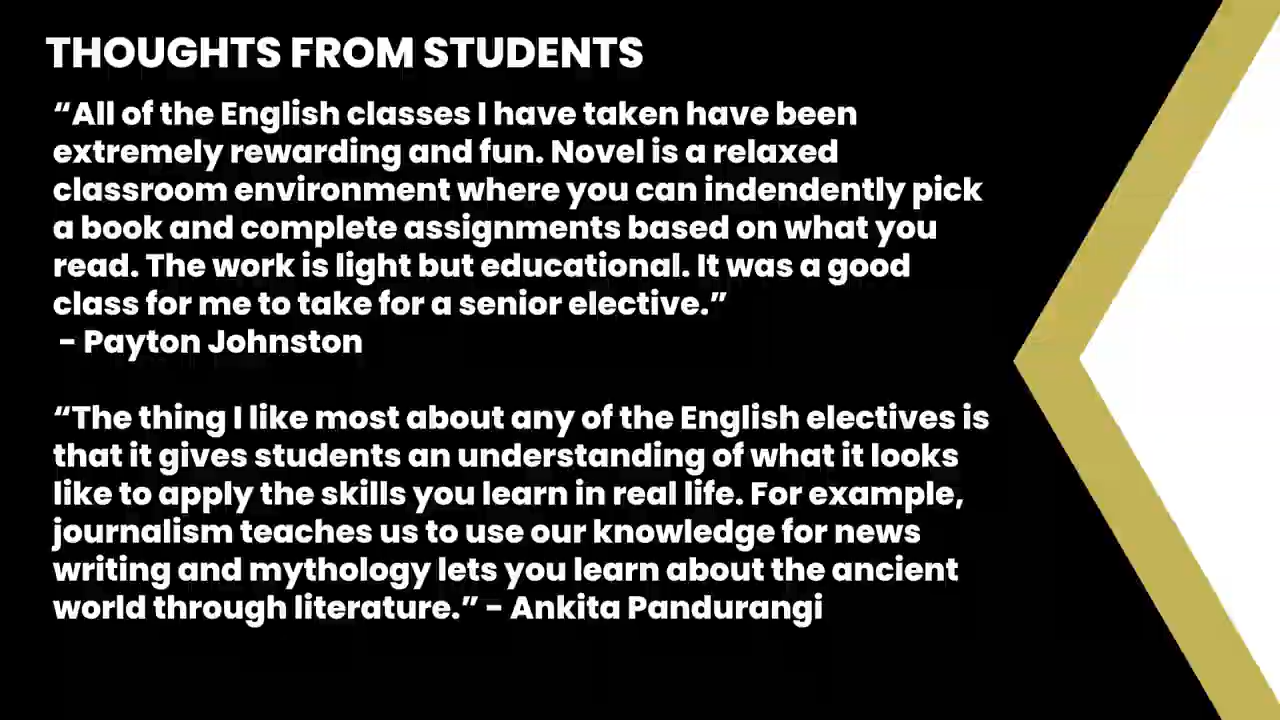 THOUGHTS FROM STUDENTS
“All of the English classes I have taken have been
extremely rewarding and fun. Novel is a relaxed
classroom environment where you can indendently pick
a book and complete assignments based on what you
read. The work is light but educational. It was a good
class for me to take for a senior elective.”
– Payton Johnston
“The thing I like most about any of the English electives is
that it gives students an understanding of what it looks
like to apply the skills you learn in real life. For example,
journalism teaches us to use our knowledge for news
writing and mythology lets you learn about the ancient
world through literature.” – Ankita Pandurangi